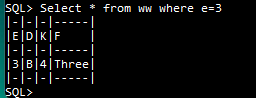 SQL> Select * from ww where e=3
|-|-|-|-----|
|E|D|K|F    |
|-|-|-|-----|
|3|B|4|Three|
|-|-|-|-----|
SQL>